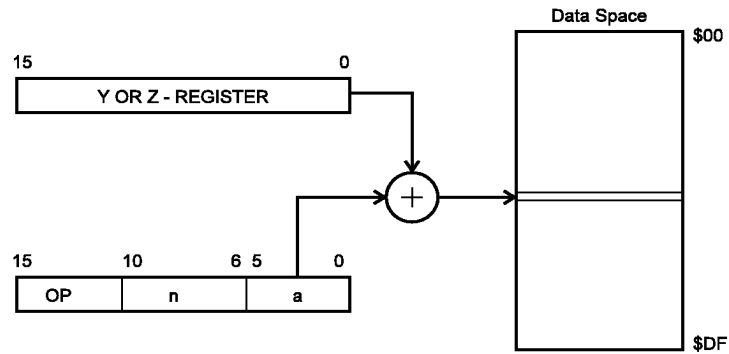 Data Space
$00
15 0
Y OR Z - REGISTER
+
15 10 6 5 0
OP n a
$DF